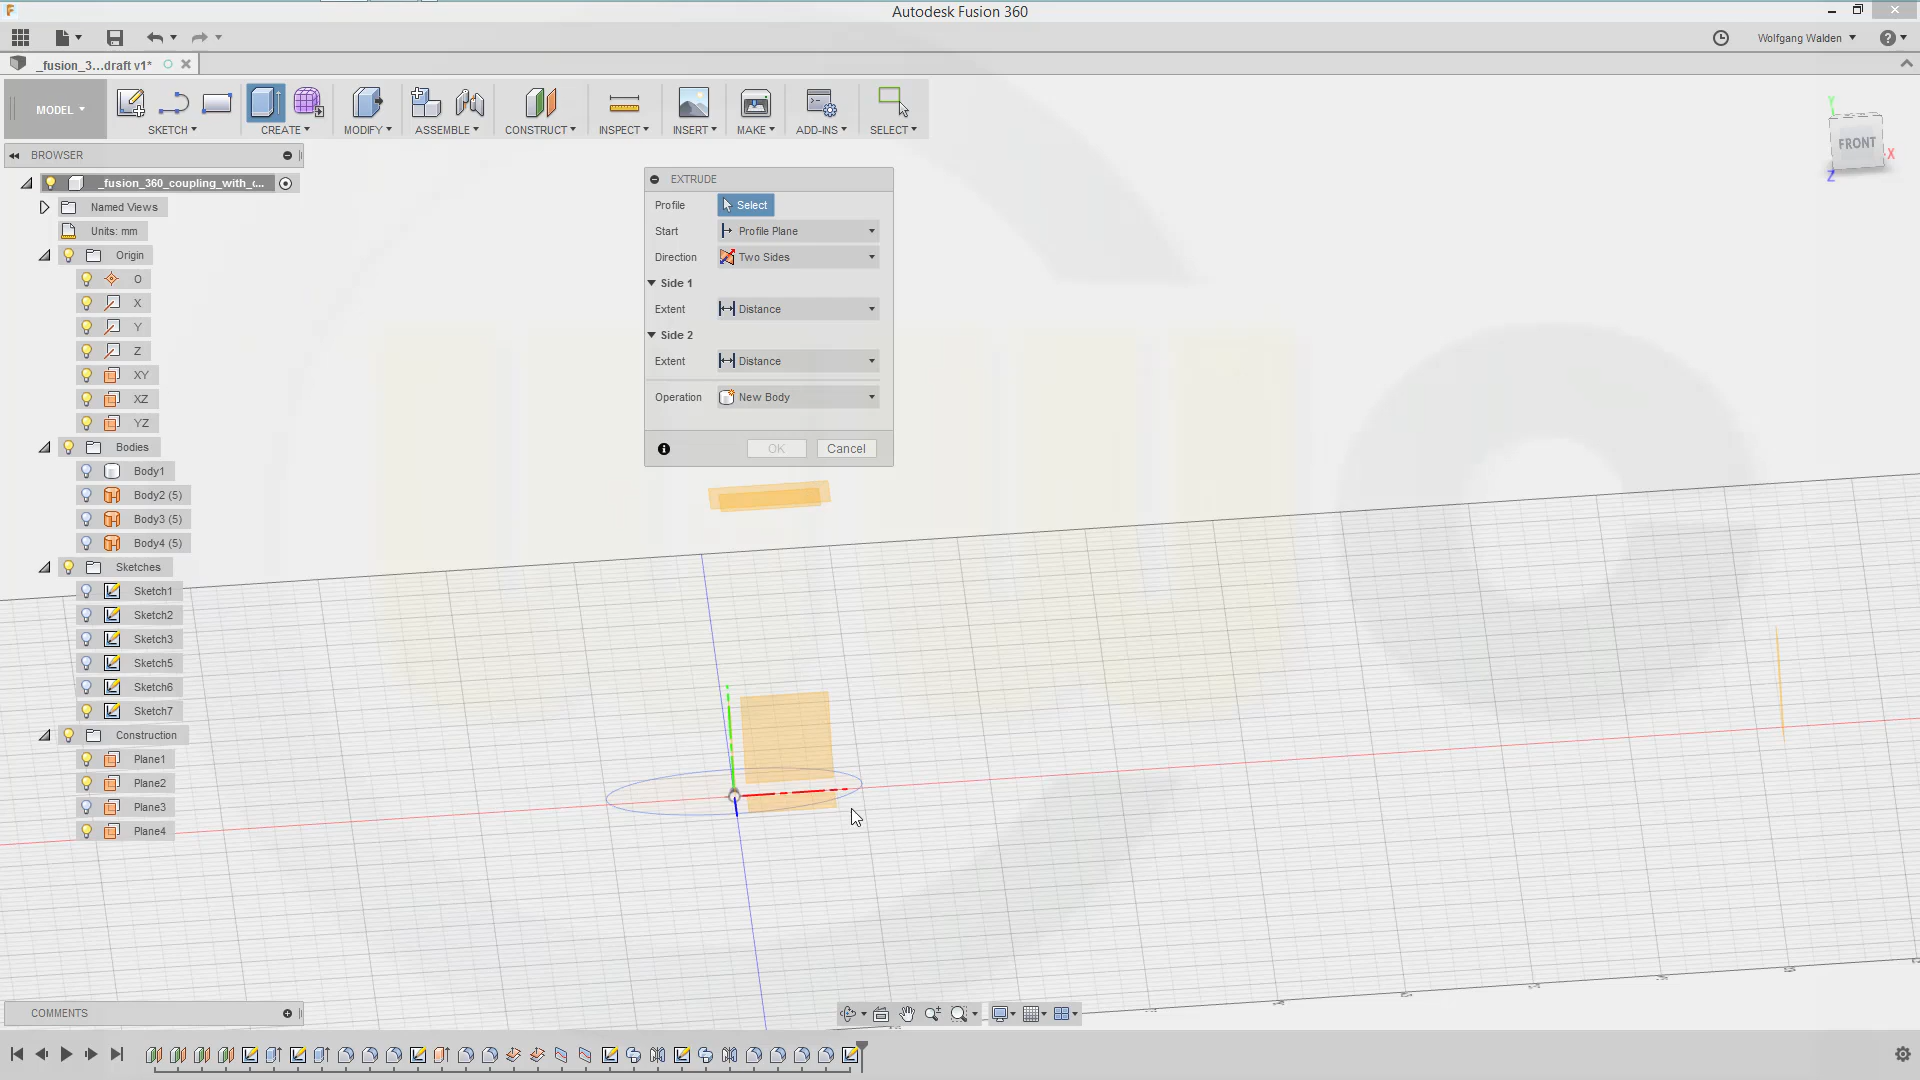 Autodesk Fusion 360
Wolfgang Walden
_fusion_3...draft v1*
MODEL
SKETCH
CREATE
MODIFY
ASSEMBLE
CONSTRUCT
INSPECT
INSERT
MAKE
ADD-INS
SELECT
BROWSER
_fusion_360_coupling_with_c...
Named Views
Units: mm
Origin
O
X
Y
Z
XY
XZ
YZ
Bodies
Body1
Body2 (5)
Body3 (5)
Body4 (5)
Sketches
Sketch1
Sketch2
Sketch3
Sketch5
Sketch6
Sketch7
Construction
Plane1
Plane2
Plane3
Plane4
EXTRUDE
Profile Select
Start Profile Plane
Direction Two Sides
Side 1
Extent Distance
Side 2
Extent Distance
Operation New Body
OK Cancel
Y
FRONT
X
Z
COMMENTS